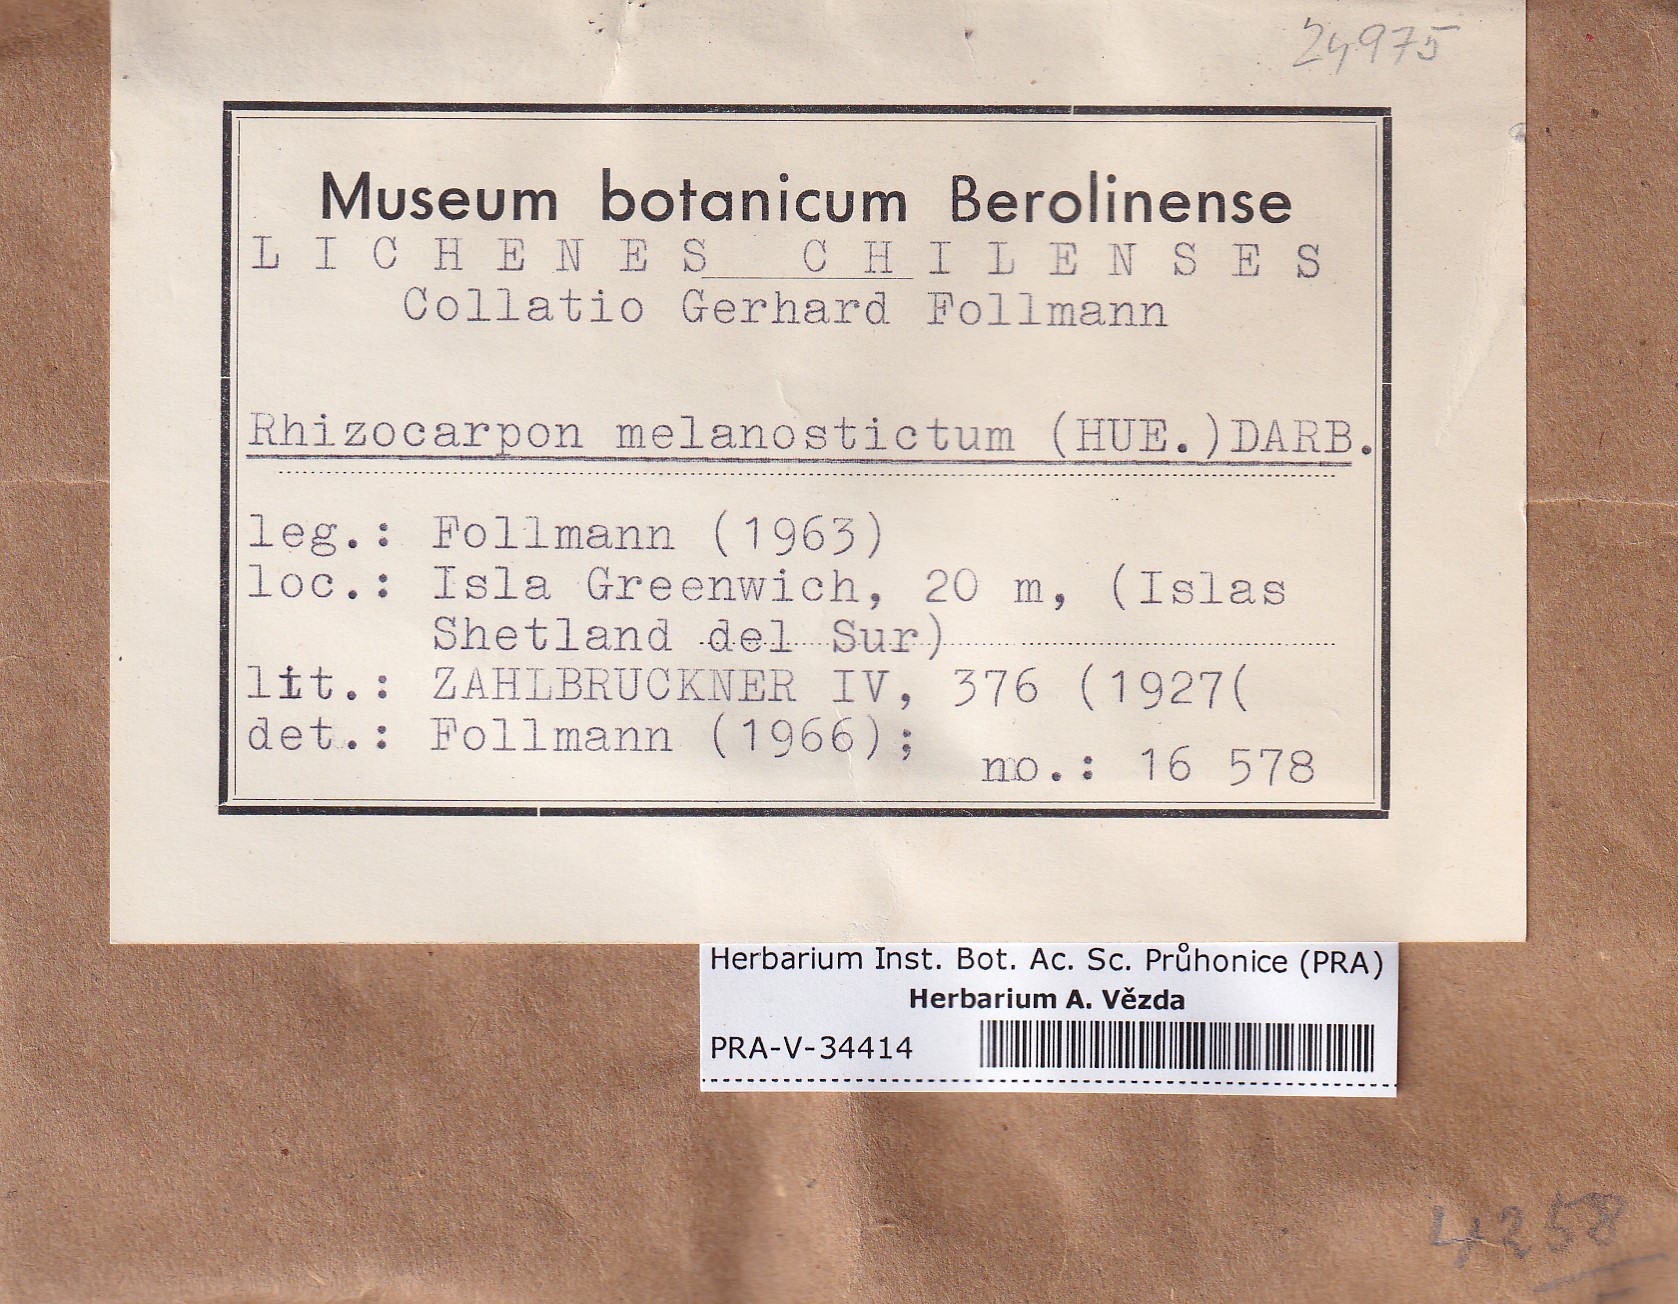 24975
Museum botanicum Berolinense
LICHENES CHILENSES
Collatio Gerhard Follmann
Rhizocarpon melanostictum (HUE.)DARB.
leg.: Follmann (1963)
loc.: Isla Greenwich, 20 m, (Islas
Shetland del Sur)
lit.: ZAHLBRUCKNER IV, 376 (1927(
det.: Follmann (1966);
no.: 16 578
Herbarium Inst. Bot. Ac. Sc. Průhonice (PRA)
Herbarium A. Vězda
PRA-V-34414
4258